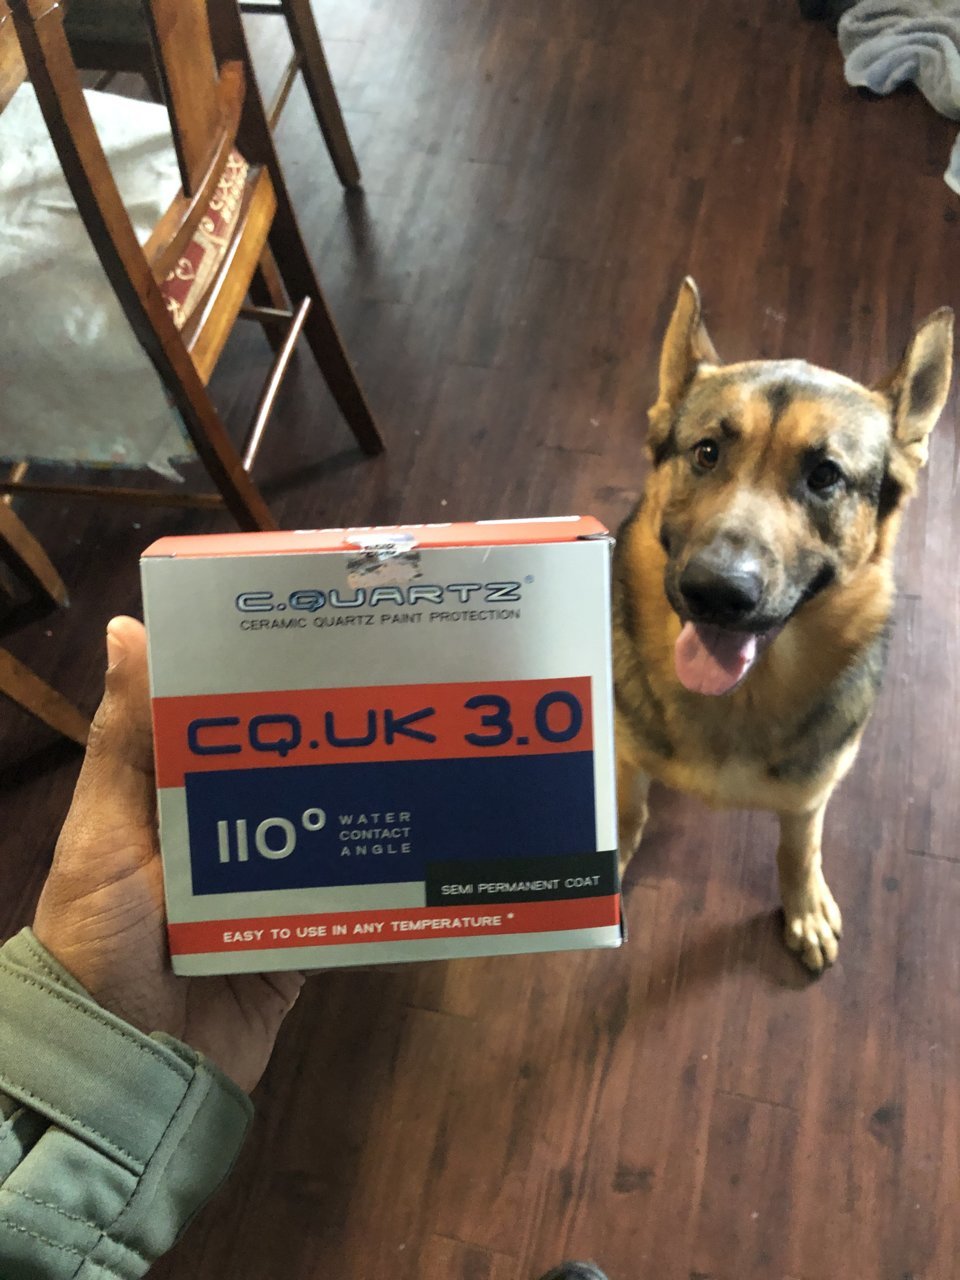 C.QUARTZ®
CERAMIC QUARTZ PAINT PROTECTION
CQ.UK 3.0
110° WATER
CONTACT
ANGLE
SEMI PERMANENT COAT
EASY TO USE IN ANY TEMPERATURE *